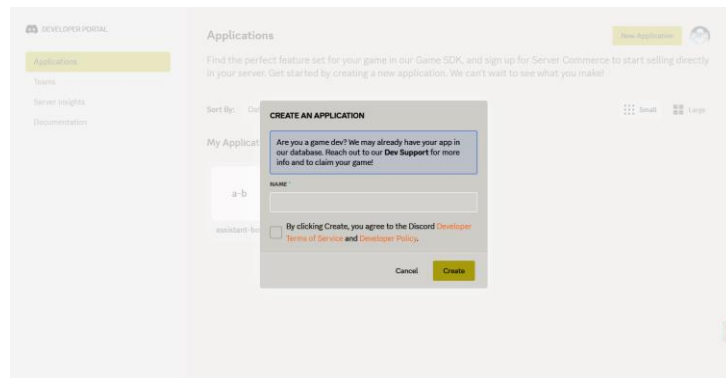 DEVELOPER PORTAL
Applications
Teams
Server Insights
Documentation
Applications
New Application
Find the perfect feature set for your game in our Game SDK, and sign up for Server Commerce to start selling directly
in your server. Get started by creating a new application. We can't wait to see what you make!
Sort By:
Small
Large
My Applicat
a-b
assistant-bo
CREATE AN APPLICATION
Are you a game dev? We may already have your app in
our database. Reach out to our Dev Support for more
info and to claim your game!
NAME *
By clicking Create, you agree to the Discord Developer
Terms of Service and Developer Policy.
Cancel
Create